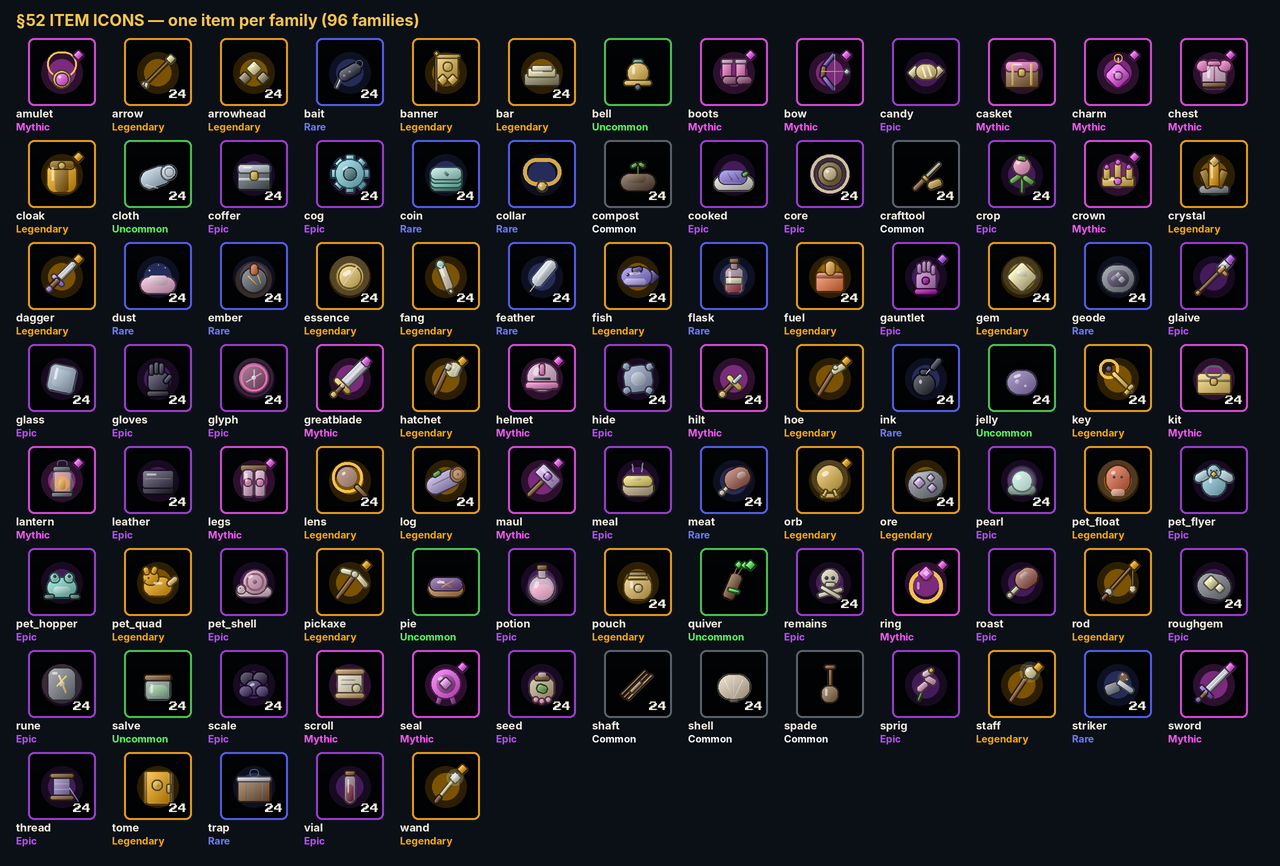 §52 ITEM ICONS — one item per family (96 families)
24 24 24 24 24
amulet arrow arrowhead bait banner bar bell boots bow candy casket charm chest
Mythic Legendary Legendary Rare Legendary Legendary Uncommon Mythic Mythic Epic Mythic Mythic Mythic
24 24 24 24 24 24 24 24 24 24 24
cloak cloth coffer cog coin collar compost cooked core crafttool crop crown crystal
Legendary Uncommon Epic Epic Rare Rare Common Epic Epic Common Epic Mythic Legendary
24 24 24 24 24 24 24 24 24 24 24
dagger dust ember essence fang feather fish flask fuel gauntlet gem geode glaive
Legendary Rare Rare Legendary Legendary Rare Legendary Rare Legendary Epic Legendary Rare Epic
24 24 24 24 24 24 24 24 24
glass gloves glyph greatblade hatchet helmet hide hilt hoe ink jelly key kit
Epic Epic Epic Mythic Legendary Mythic Epic Mythic Legendary Rare Uncommon Legendary Mythic
24 24 24 24 24 24
lantern leather legs lens log maul meal meat orb ore pearl pet_float pet_flyer
Mythic Epic Mythic Legendary Legendary Mythic Epic Rare Legendary Legendary Epic Legendary Epic
24 24 24
pet_hopper pet_quad pet_shell pickaxe pie potion pouch quiver remains ring roast rod roughgem
Epic Legendary Epic Legendary Uncommon Epic Legendary Uncommon Epic Mythic Epic Legendary Epic
24 24 24 24 24 24 24
rune salve scale scroll seal seed shaft shell spade sprig staff striker sword
Epic Uncommon Epic Mythic Mythic Epic Common Common Common Epic Legendary Rare Mythic
24 24 24 24
thread tome trap vial wand
Epic Legendary Rare Epic Legendary